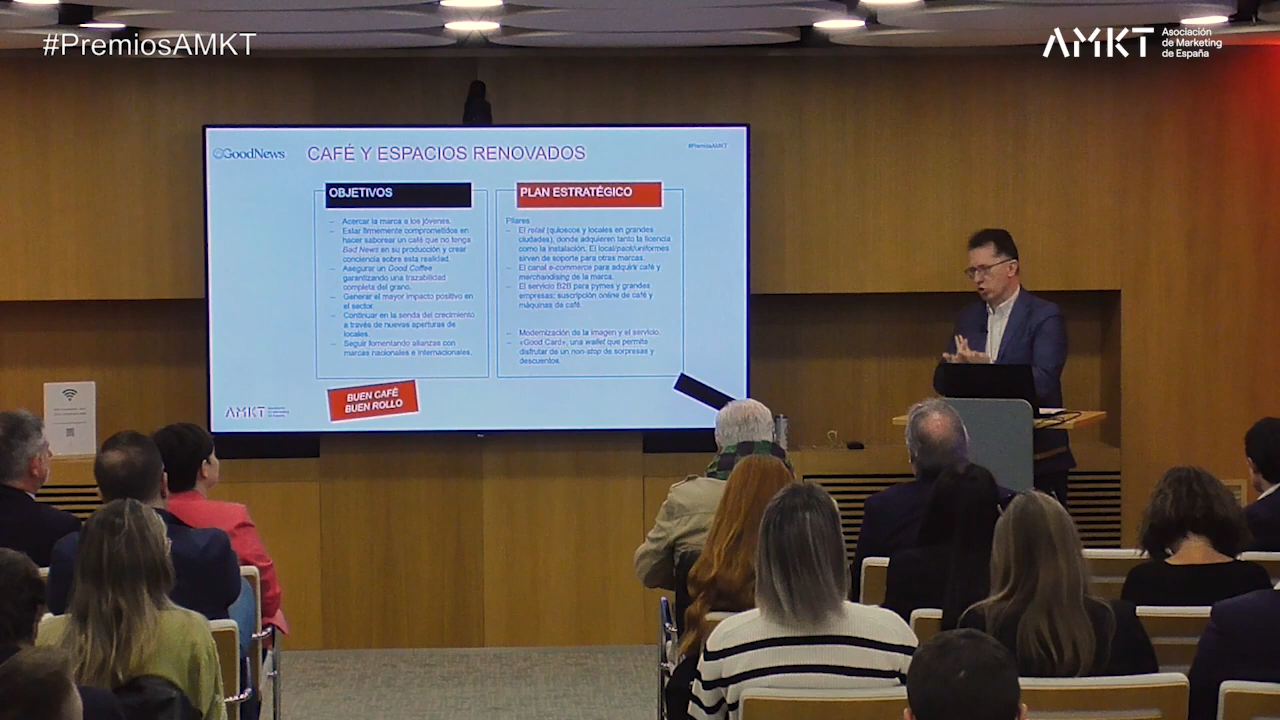 #PremiosAMKT
AMKT Asociación
de Marketing
de España
GoodNews
CAFÉ Y ESPACIOS RENOVADOS
#PremiosAMKT
OBJETIVOS
– Acercar la marca a los jóvenes.
– Estar firmemente comprometidos en
hacer saborear un café que no tenga
Bad News en su producción y crear
conciencia sobre esta realidad.
– Asegurar un Good Coffee
garantizando una trazabilidad
completa del grano.
– Generar el mayor impacto positivo en
el sector.
– Continuar en la senda del crecimiento
a través de nuevas aperturas de
locales.
– Seguir fomentando alianzas con
marcas nacionales e internacionales.
PLAN ESTRATÉGICO
Pilares
– El retail (quioscos y locales en grandes
ciudades), donde adquieren tanto la licencia
como la instalación. El local/pack/uniformes
sirven de soporte para otras marcas.
– El canal e-commerce para adquirir café y
merchandising de la marca.
– El servicio B2B para pymes y grandes
empresas: suscripción online de café y
máquinas de café.
– Modernización de la imagen y el servicio.
– «Good Card», una wallet que permita
disfrutar de un non-stop de sorpresas y
descuentos.
BUEN CAFÉ
BUEN ROLLO
AMKT Asociación
de Marketing
de España